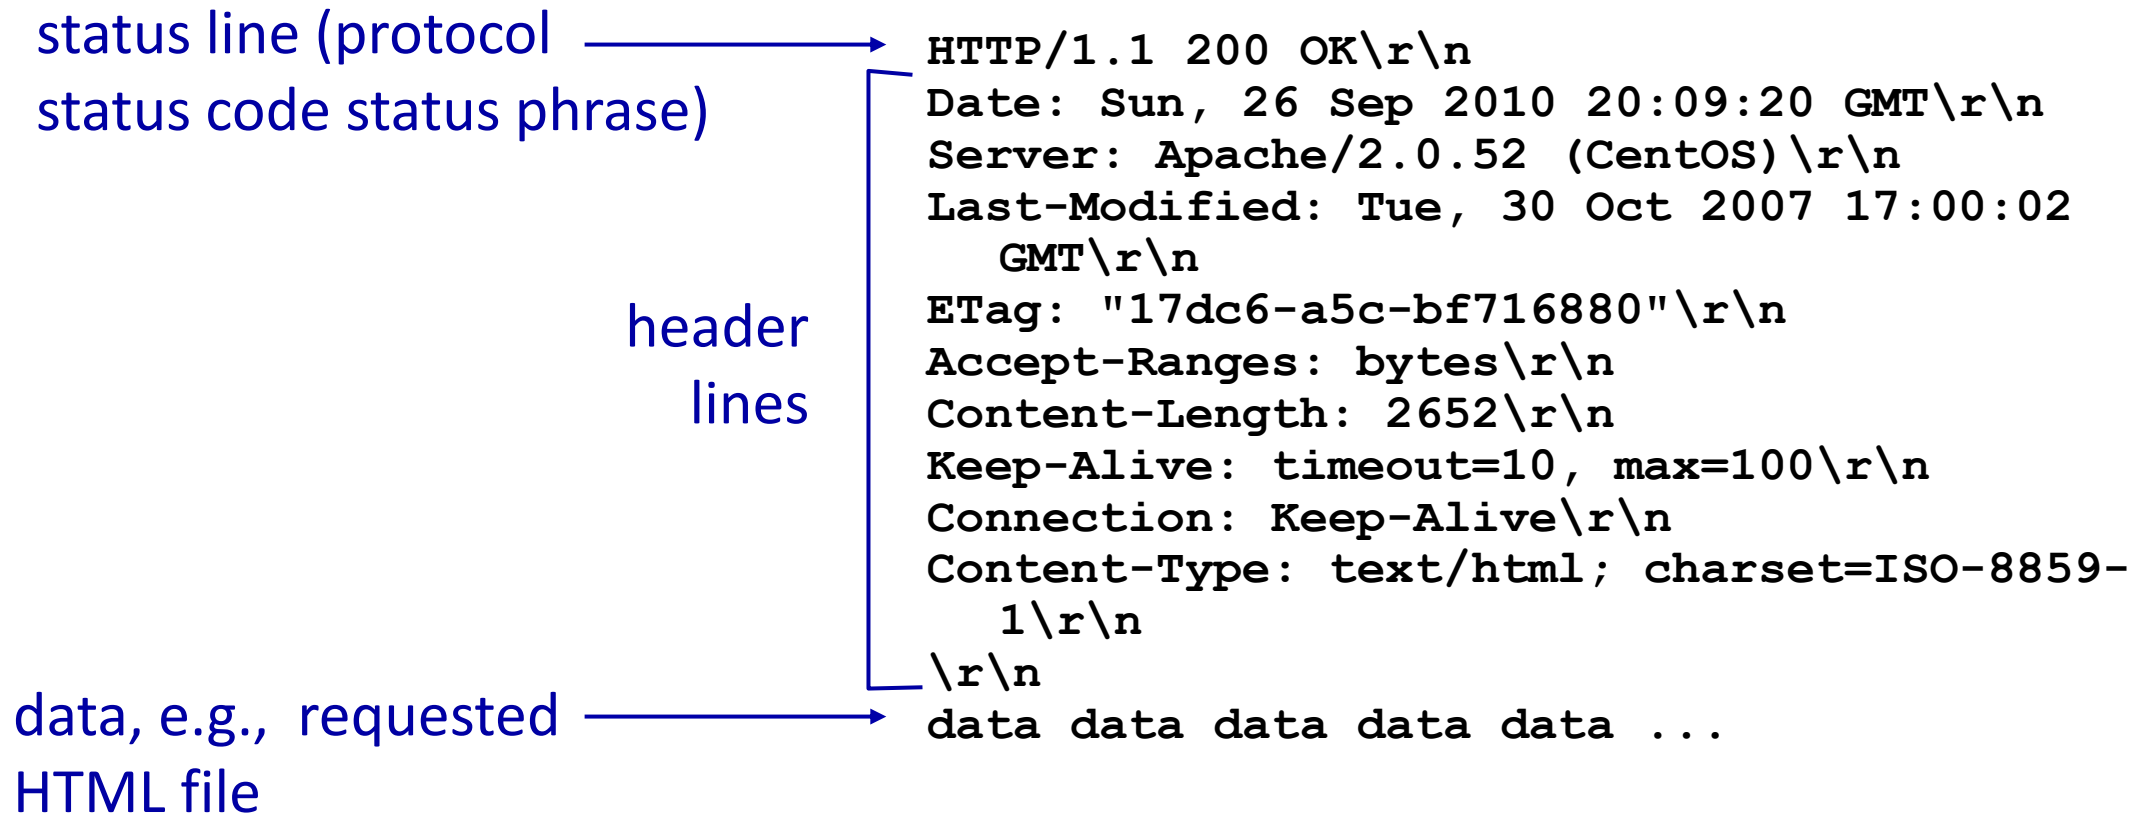 status line (protocol
status code status phrase)
HTTP/1.1 200 OK\r\n
Date: Sun, 26 Sep 2010 20:09:20 GMT\r\n
Server: Apache/2.0.52 (CentOS)\r\n
Last-Modified: Tue, 30 Oct 2007 17:00:02
GMT\r\n
ETag: "17dc6-a5c-bf716880"\r\n
Accept-Ranges: bytes\r\n
Content-Length: 2652\r\n
Keep-Alive: timeout=10, max=100\r\n
Connection: Keep-Alive\r\n
Content-Type: text/html; charset=ISO-8859-
1\r\n
\r\n
header
lines
data, e.g., requested
HTML file
data data data data data ...